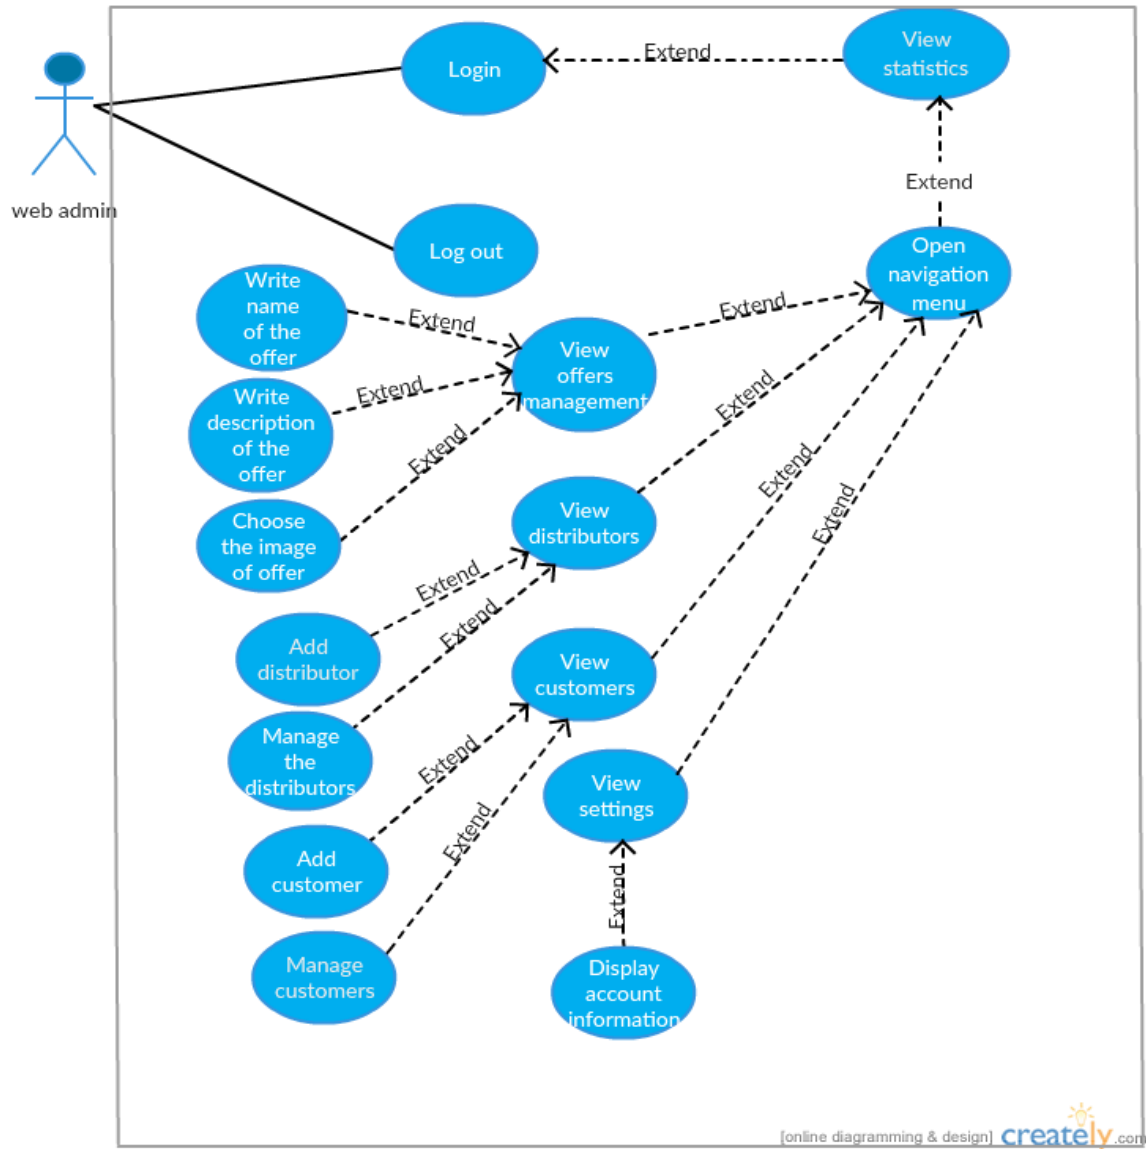 Login
Extend
View
statistics
Extend
web admin
Log out
Open
navigation
menu
Write
name
of the
offer
Extend
Extend
View
offers
management
Write
description
of the
offer
Extend
Extend
Choose
the image
of offer
View
distributors
Extend
Extend
Extend
Add
distributor
Extend
Extend
View
customers
Manage
the
distributors
Extend
View
settings
Add
customer
Extend
Extend
Manage
customers
Display
account
information
[online diagramming & design] creately.com